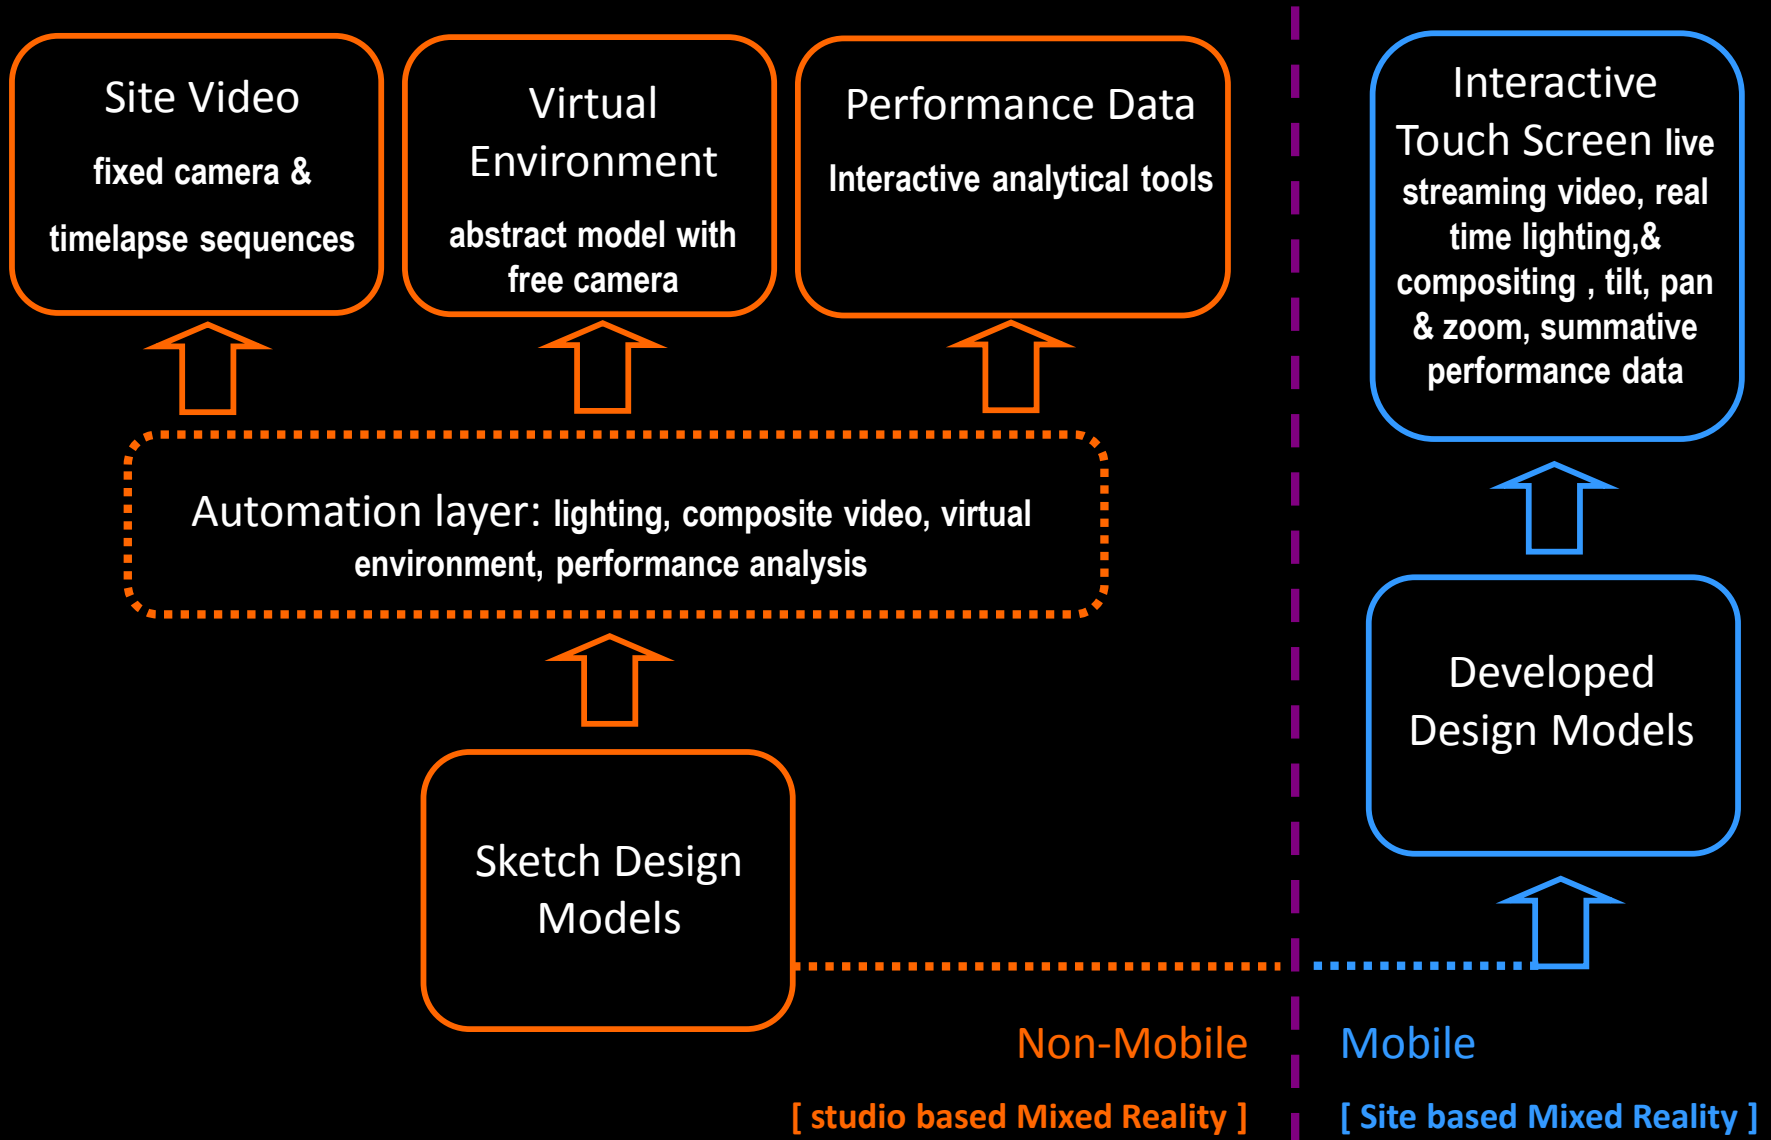 Site Video
fixed camera &
timelapse sequences
Virtual
Environment
abstract model with
free camera
Performance Data
Interactive analytical tools
Interactive
Touch Screen live
streaming video, real
time lighting,&
compositing , tilt, pan
& zoom, summative
performance data
Automation layer: lighting, composite video, virtual
environment, performance analysis
Developed
Design Models
Sketch Design
Models
Non-Mobile
[ studio based Mixed Reality ]
Mobile
[ Site based Mixed Reality ]